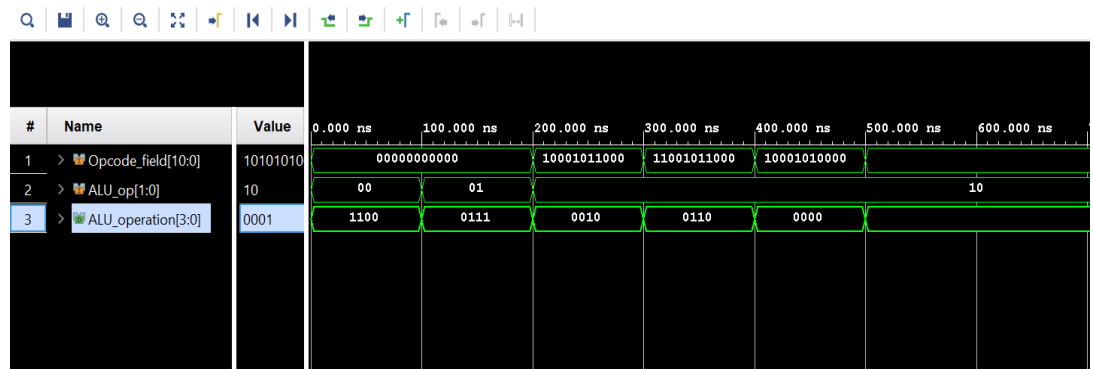 # Name Value 0.000 ns 100.000 ns 200.000 ns 300.000 ns 400.000 ns 500.000 ns 600.000 ns
1 Opcode_field[10:0] 10101010 00000000000 10001011000 11001011000 10001010000
2 ALU_op[1:0] 10 00 01 10
3 ALU_operation[3:0] 0001 1100 0111 0010 0110 0000